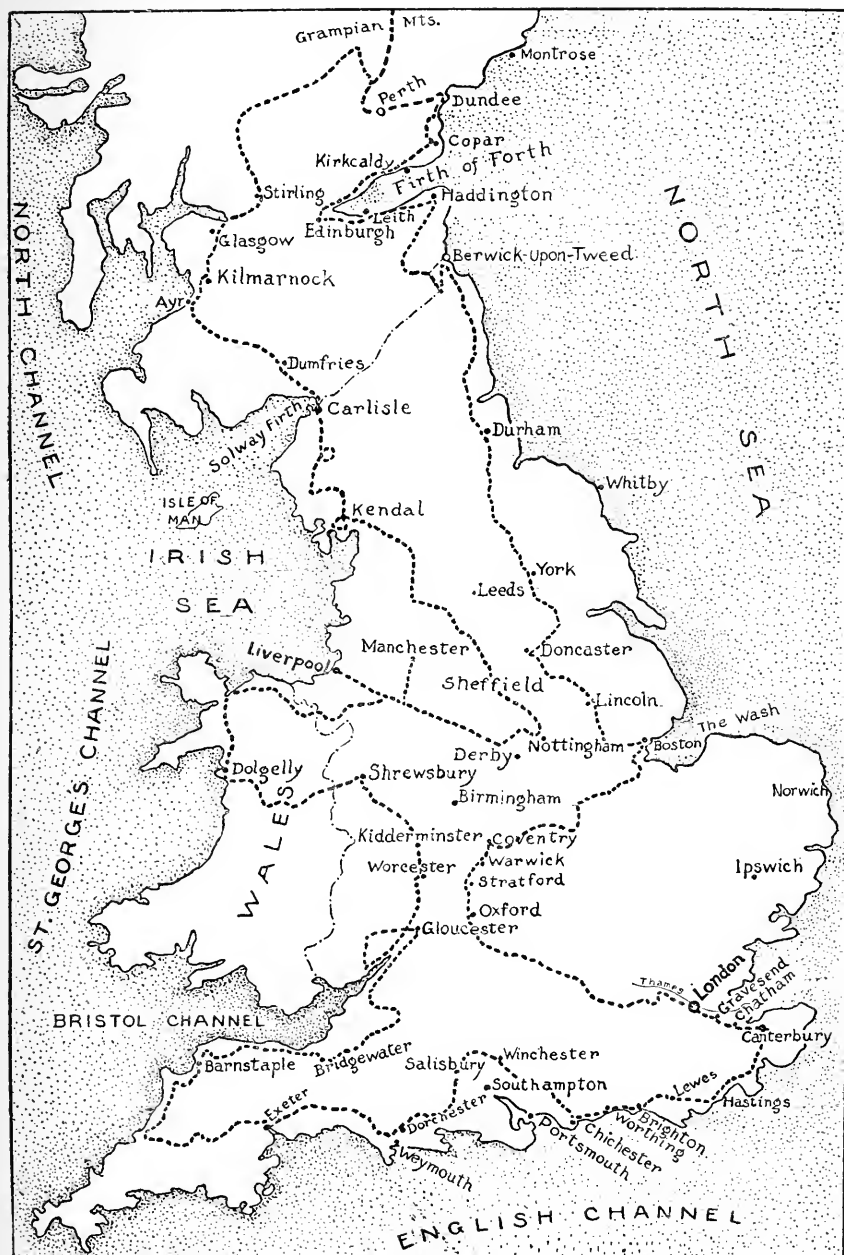 Grampian Mts.
Montrose
Perth
Dundee
Copar
Kirkcaldy
Firth of Forth
Stirling
Haddington
Leith
Edinburgh
Glasgow
Berwick-Upon-Tweed
Kilmarnock
Ayr
NORTH CHANNEL
NORTH SEA
Dumfries
Solway Firth
Carlisle
Durham
Whitby
ISLE OF
MAN
Kendal
IRISH
SEA
York
Leeds
Liverpool
Manchester
Doncaster
Sheffield
Lincoln
The Wash
Derby
Nottingham
Boston
ST. GEORGE'S CHANNEL
Dolgelly
Shrewsbury
Norwich
Birmingham
WALES
Kidderminster
Coventry
Warwick
Worcester
Stratford
Ipswich
Oxford
Gloucester
Thames
London
Gravesend
Chatham
BRISTOL CHANNEL
Canterbury
Barnstaple
Bridgewater
Salisbury
Winchester
Southampton
Lewes
Hastings
Exeter
Dorchester
Brighton
Worthing
Chichester
Portsmouth
Weymouth
ENGLISH CHANNEL